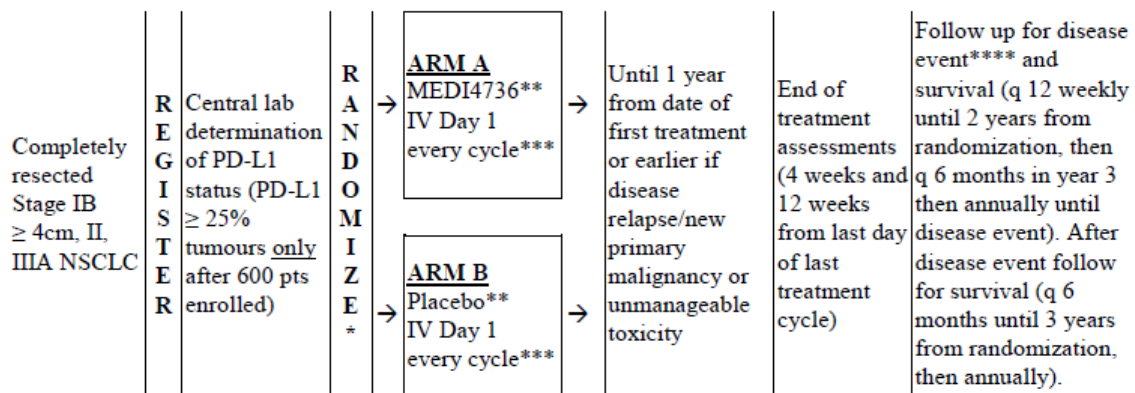 Completely
resected
Stage IB
≥ 4cm, II,
IIIA NSCLC
R
E
G
I
S
T
E
R
Central lab
determination
of PD-L1
status (PD-L1
≥ 25%
tumours only
after 600 pts
enrolled)
R
A
N
D
O
M
I
Z
E
*
→
→
ARM A
MEDI4736**
IV Day 1
every cycle***
ARM B
Placebo**
IV Day 1
every cycle***
→
→
Until 1 year
from date of
first treatment
or earlier if
disease
relapse/new
primary
malignancy or
unmanageable
toxicity
End of
treatment
assessments
(4 weeks and
12 weeks
from last day
of last
treatment
cycle)
Follow up for disease
event**** and
survival (q 12 weekly
until 2 years from
randomization, then
q 6 months in year 3
then annually until
disease event). After
disease event follow
for survival (q 6
months until 3 years
from randomization,
then annually).